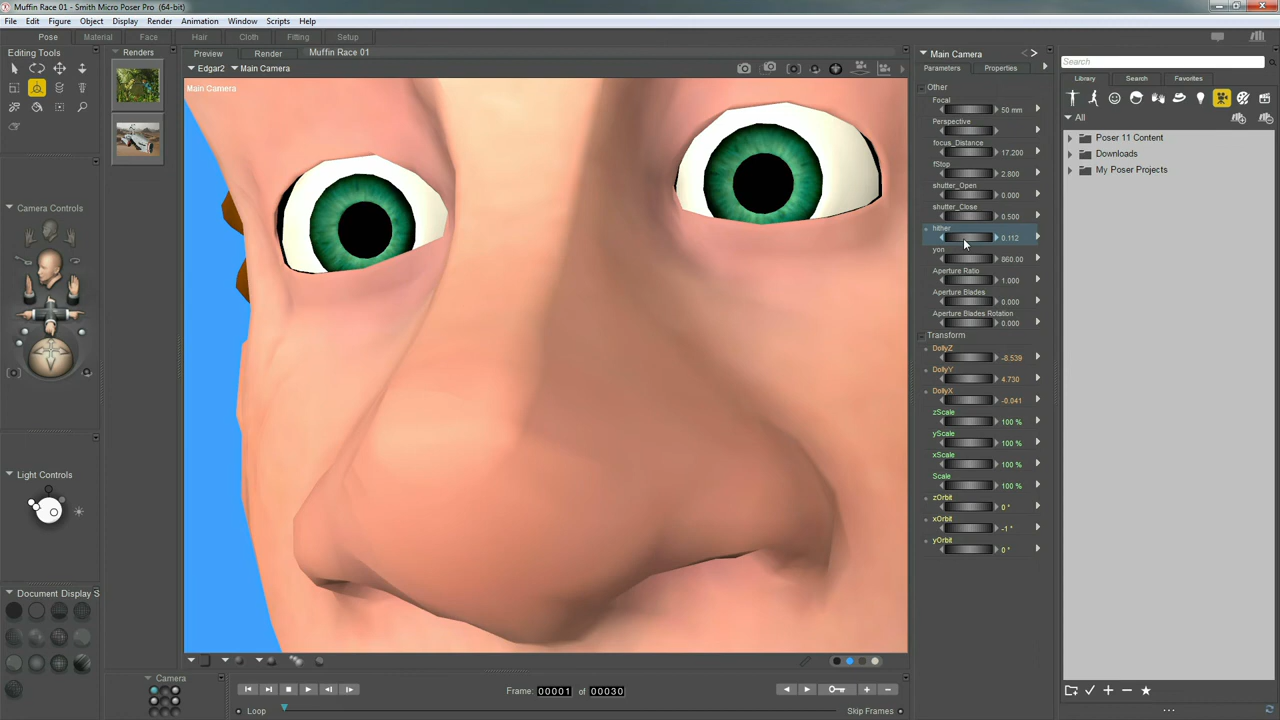 Muffin Race 01 - Smith Micro Poser Pro (64-bit)
File Edit Figure Object Display Render Animation Window Scripts Help
Pose Material Face Hair Cloth Fitting Setup
Editing Tools
Renders
Preview Render Muffin Race 01
Edgar2 Main Camera
Main Camera
Camera Controls
Light Controls
Document Display S
Camera
Frame: 00001 of 00030
Loop
Skip Frames
Main Camera
Parameters Properties
Other
Focal
50 mm
Perspective
focus_Distance
17.200
fStop
2.800
shutter_Open
0.000
shutter_Close
0.500
hither
0.112
yon
860.00
Aperture Ratio
1.000
Aperture Blades
0.000
Aperture Blades Rotation
0.000
Transform
DollyZ
-8.539
DollyY
4.730
DollyX
-0.041
zScale
100 %
yScale
100 %
xScale
100 %
Scale
100 %
zOrbit
0 °
xOrbit
-1 °
yOrbit
0 °
Search
Library Search Favorites
All
Poser 11 Content
Downloads
My Poser Projects